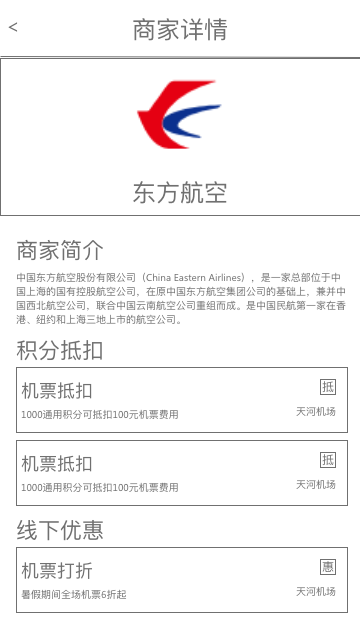 <
商家详情
东方航空
商家简介
中国东方航空股份有限公司（China Eastern Airlines），是一家总部位于中
国上海的国有控股航空公司，在原中国东方航空集团公司的基础上，兼并中
国西北航空公司，联合中国云南航空公司重组而成。是中国民航第一家在香
港、纽约和上海三地上市的航空公司。
积分抵扣
机票抵扣
抵
1000通用积分可抵扣100元机票费用
天河机场
机票抵扣
抵
1000通用积分可抵扣100元机票费用
天河机场
线下优惠
机票打折
惠
暑假期间全场机票6折起
天河机场